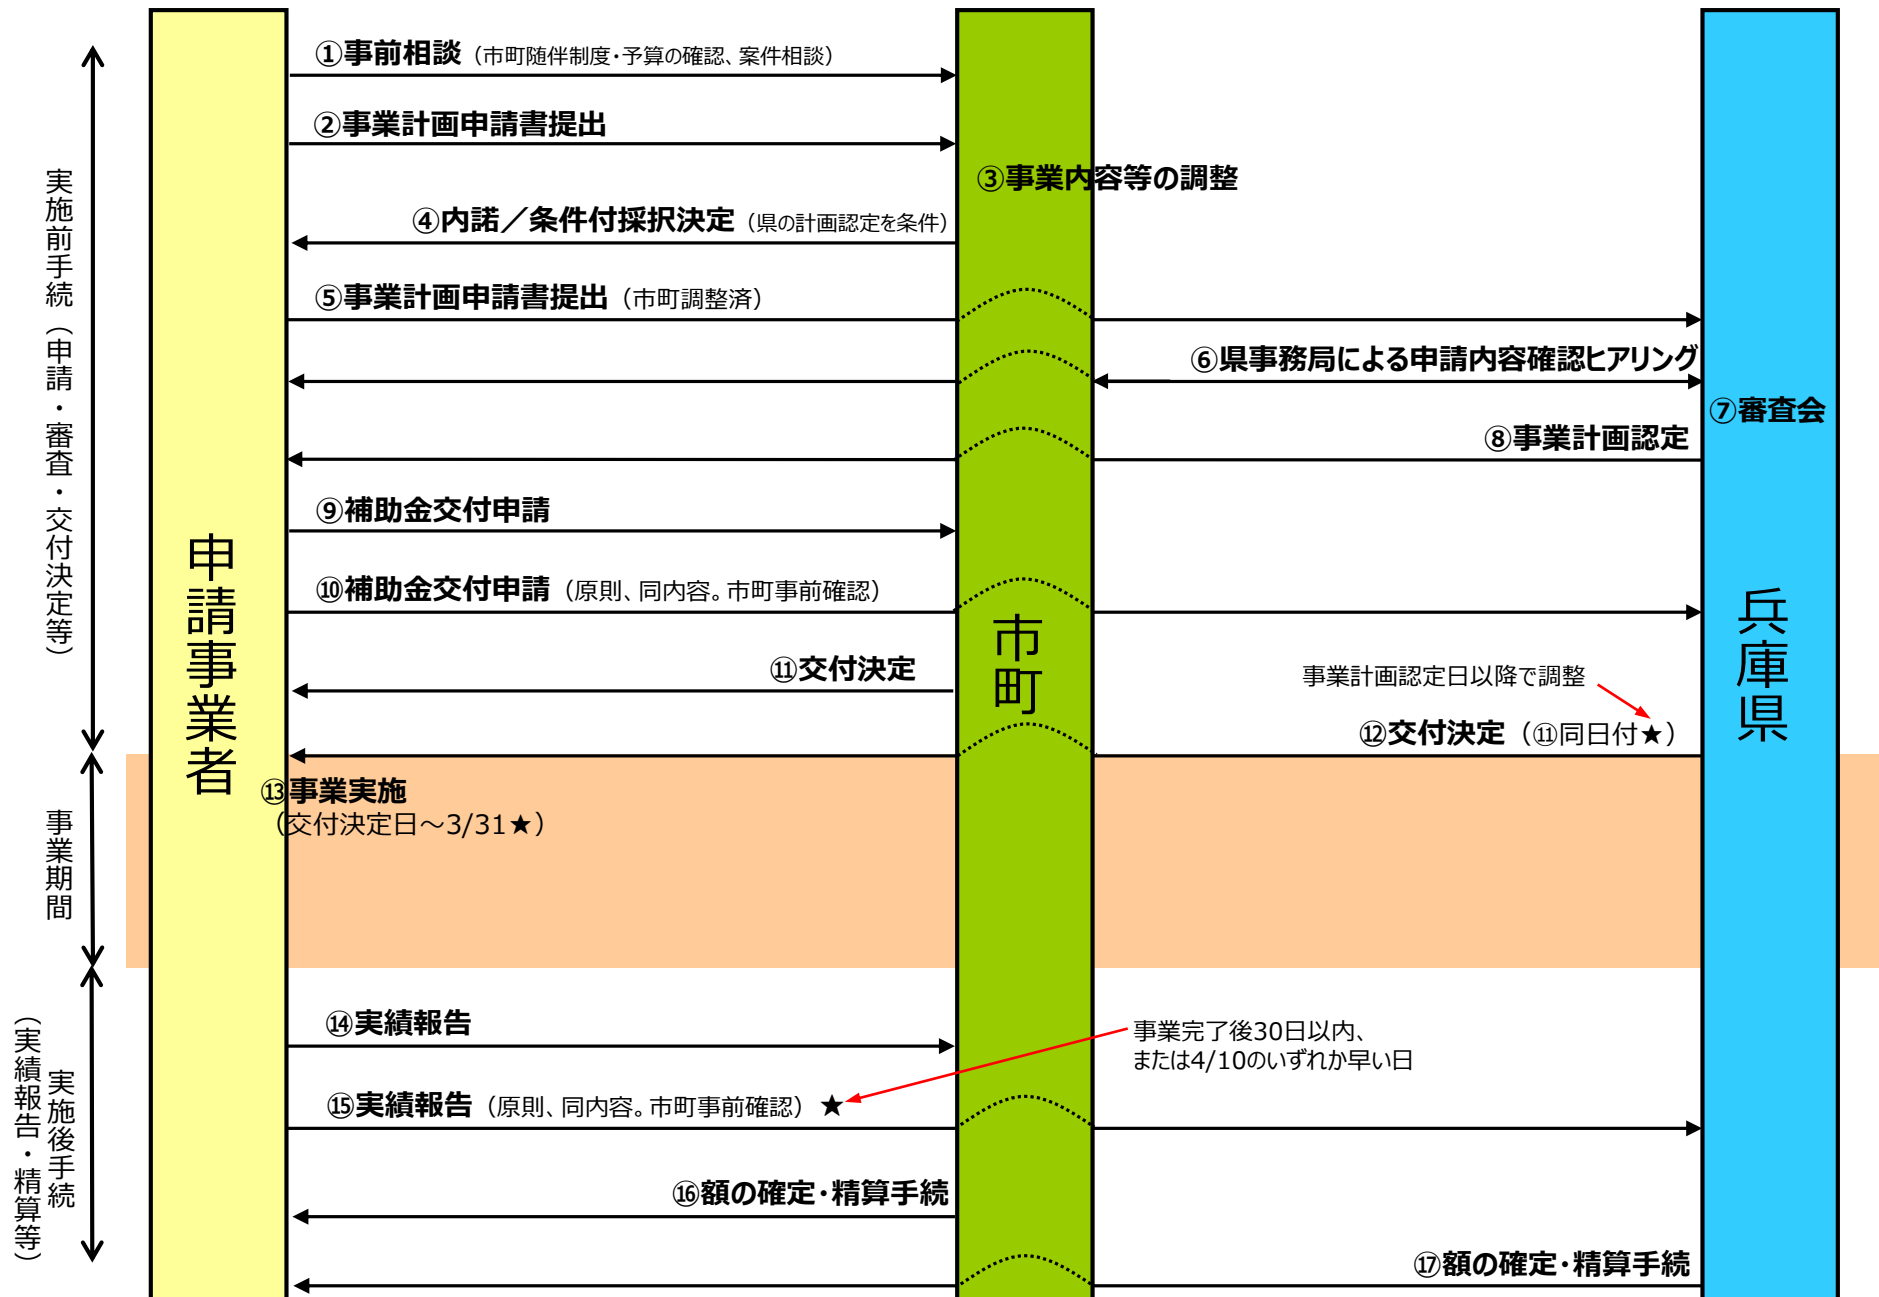 ①事前相談（市町随伴制度・予算の確認、案件相談）
②事業計画申請書提出
③事業内容等の調整
④内諾／条件付採択決定（県の計画認定を条件）
⑤事業計画申請書提出（市町調整済）
⑥県事務局による申請内容確認ヒアリング
⑦審査会
⑧事業計画認定
⑨補助金交付申請
⑩補助金交付申請（原則、同内容。市町事前確認）
⑪交付決定
事業計画認定日以降で調整
⑫交付決定（⑪同日付★）
⑬事業実施
（交付決定日～3/31★）
⑭実績報告
事業完了後30日以内、
または4/10のいずれか早い日
⑮実績報告（原則、同内容。市町事前確認）★
⑯額の確定・精算手続
⑰額の確定・精算手続
実施前手続（申請・審査・交付決定等）
事業期間
実施後手続
（実績報告・精算等）
申請事業者
市町
兵庫県